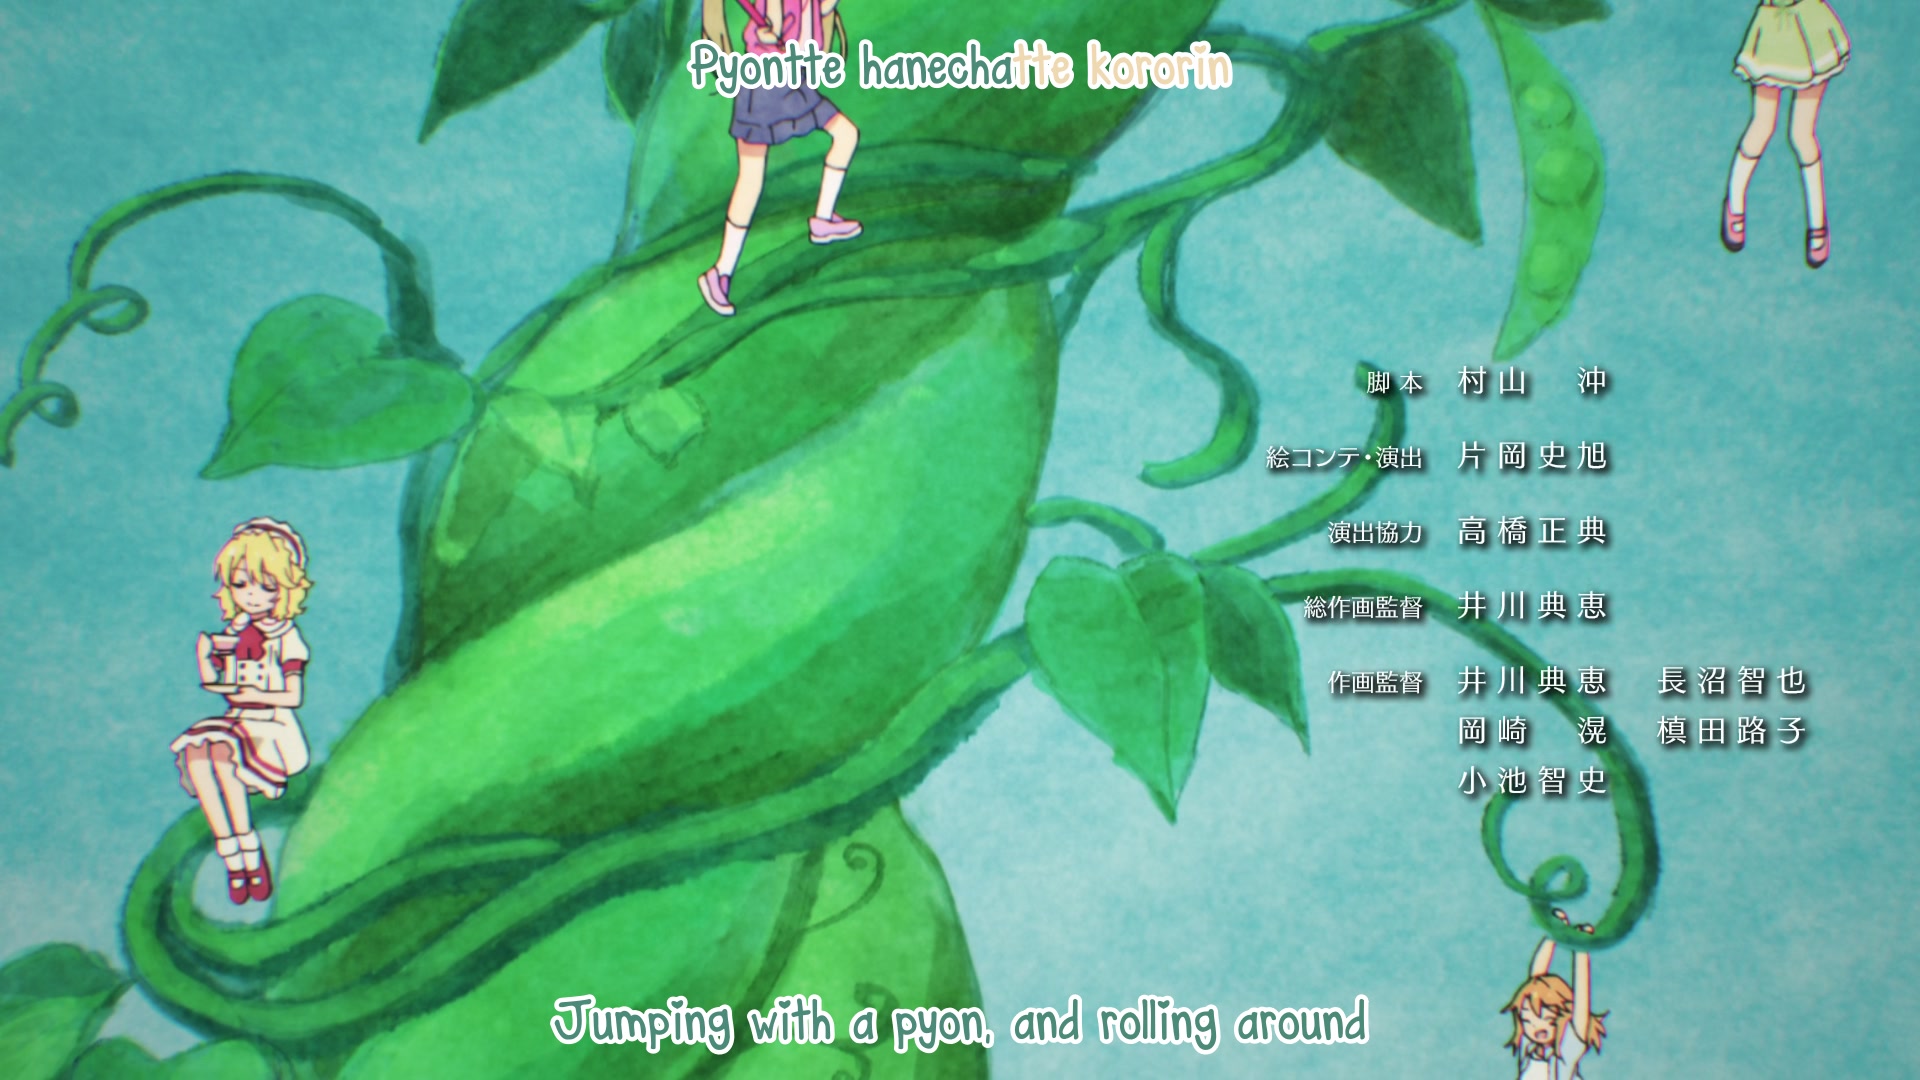 Pyontte hanechatte kororin
脚本 村山 沖
絵コンテ・演出 片岡史旭
演出協力 高橋正典
総作画監督 井川典恵
作画監督 井川典恵 長沼智也
岡崎 滉 槙田路子
小池智史
Jumping with a pyon, and rolling around